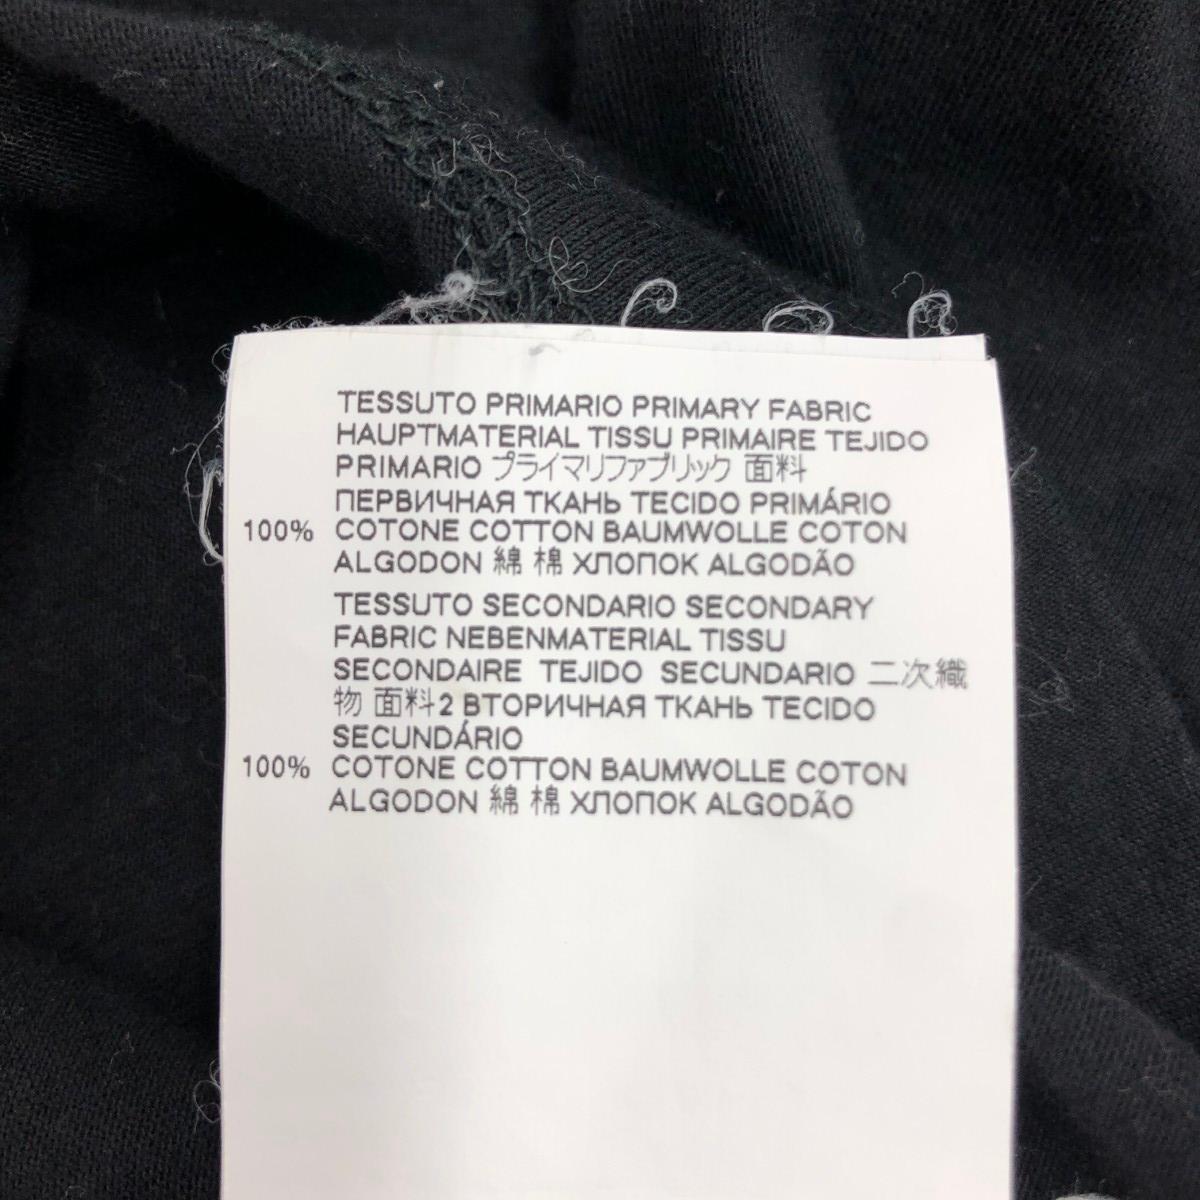 TESSUTO PRIMARIO PRIMARY FABRIC
HAUPTMATERIAL TISSU PRIMAIRE TEJIDO
PRIMARIO プライマリファブリック 面料
ПЕРВИЧНАЯ ТКАНЬ TECIDO PRIMÁRIO
100% COTONE COTTON BAUMWOLLE COTON
ALGODON 綿 棉 ХЛОПОК ALGODÃO
TESSUTO SECONDARIO SECONDARY
FABRIC NEBENMATERIAL TISSU
SECONDAIRE TEJIDO SECUNDARIO 二次織
物 面料2 ВТОРИЧНАЯ ТКАНЬ TECIDO
SECUNDÁRIO
100% COTONE COTTON BAUMWOLLE COTON
ALGODON 綿 棉 ХЛОПОК ALGODÃO